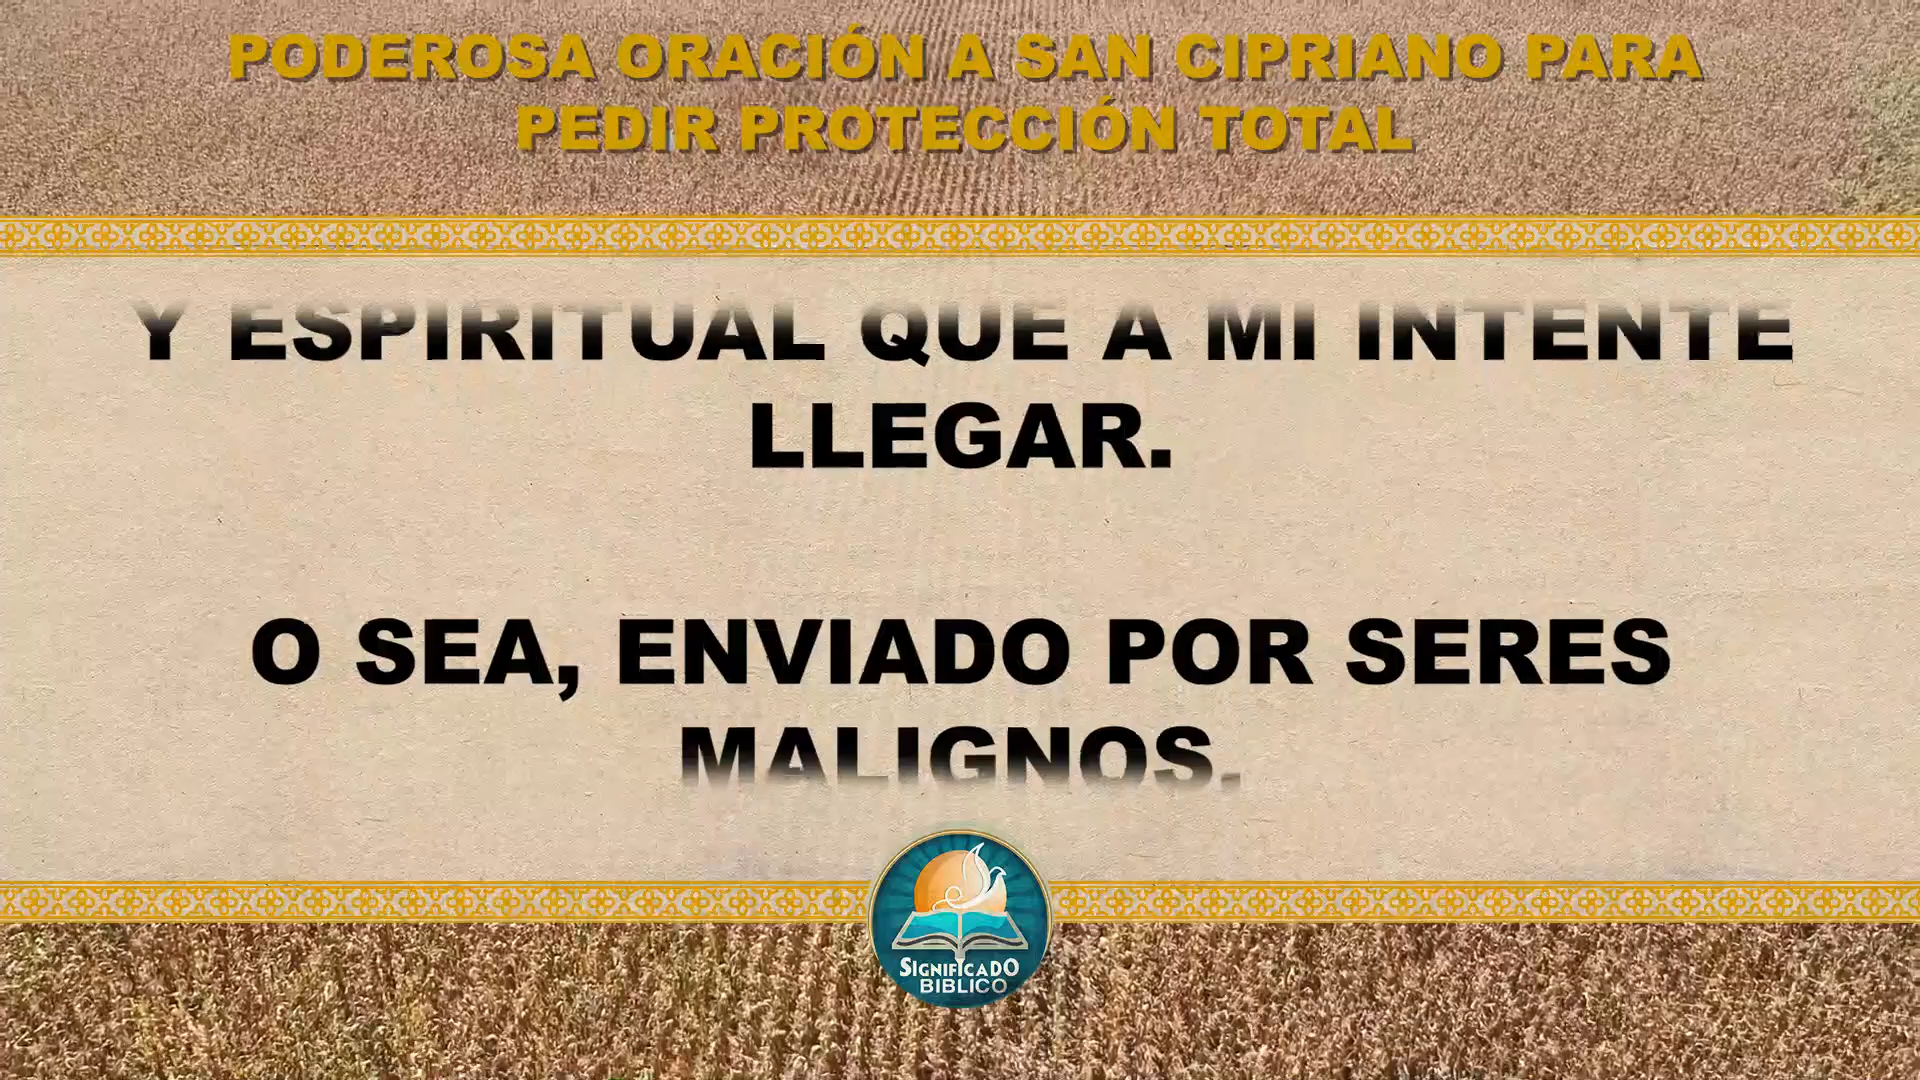 PODEROSA ORACIÓN A SAN CIPRIANO PARA
PEDIR PROTECCIÓN TOTAL
Y ESPIRITUAL QUE A MI INTENTE
LLEGAR.
O SEA, ENVIADO POR SERES
MALIGNOS.
SIGNIFICADO
BIBLICO